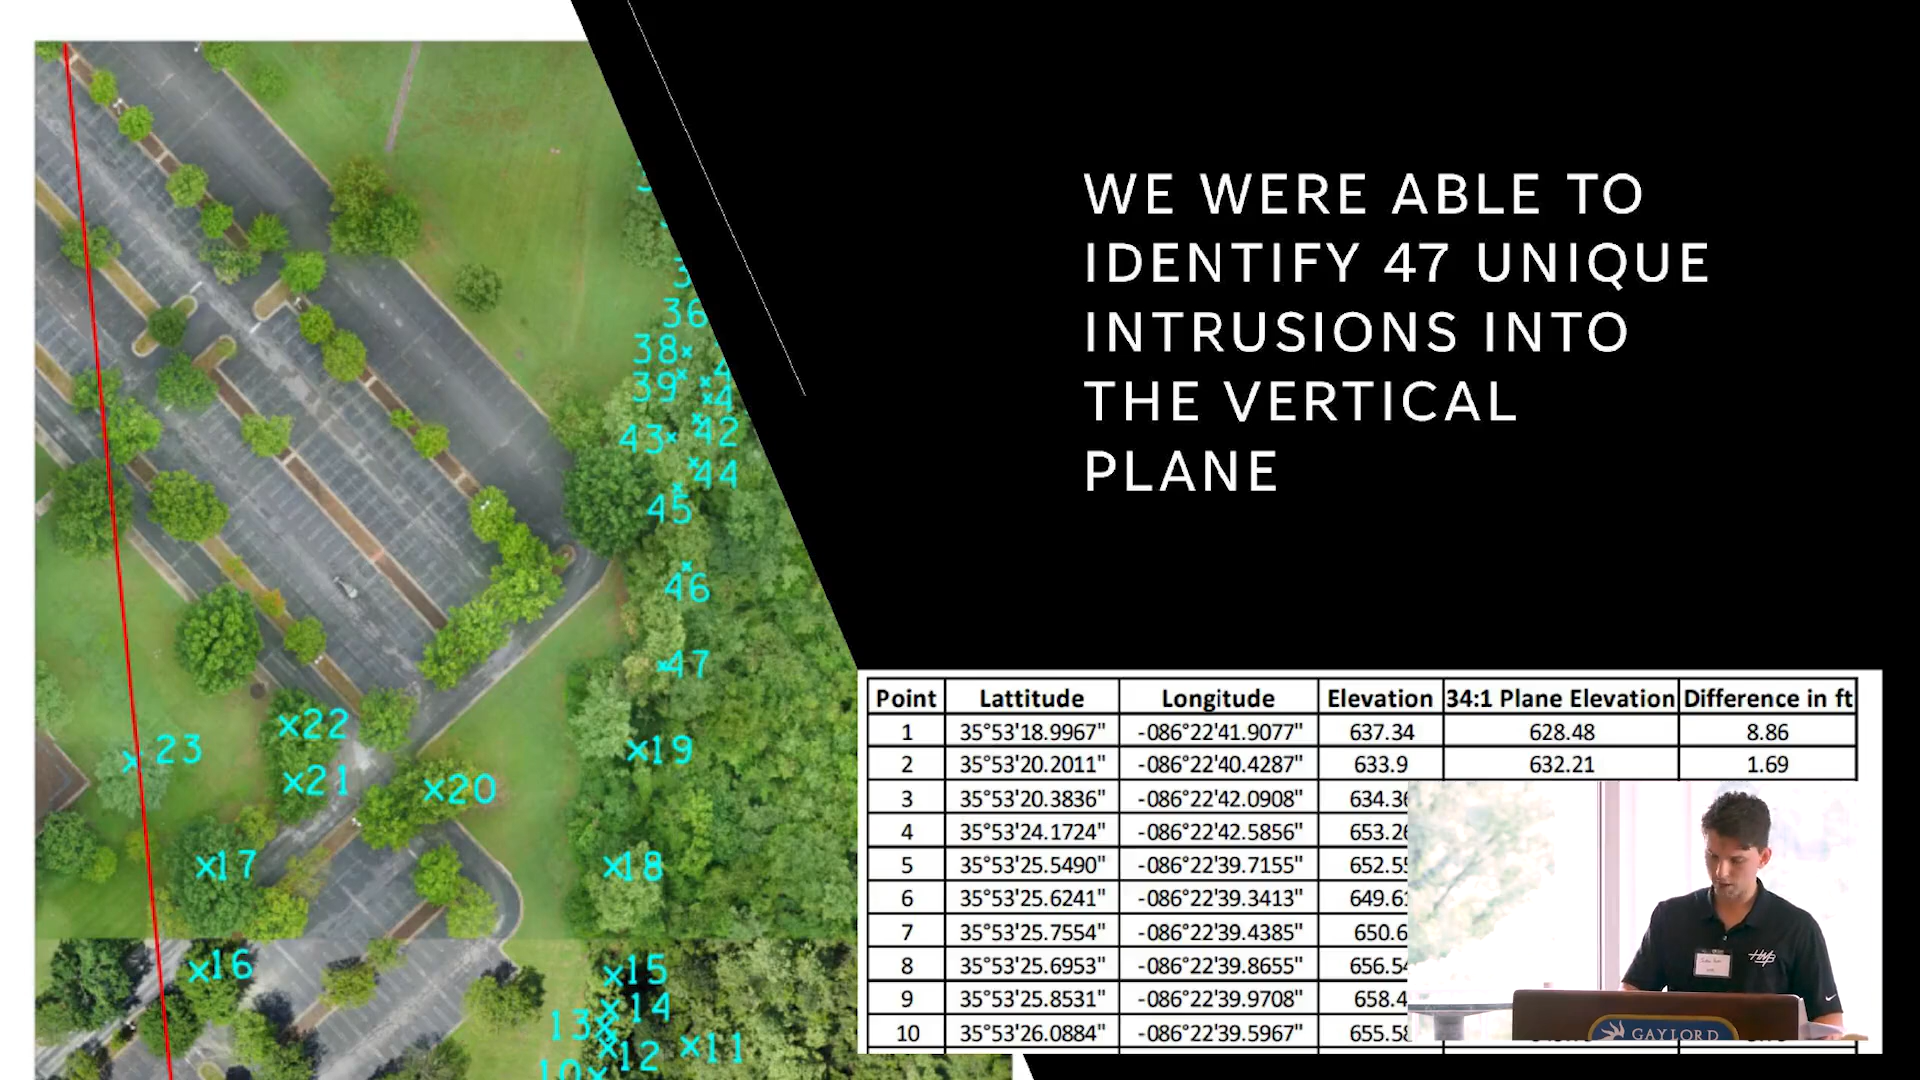 WE WERE ABLE TO
IDENTIFY 47 UNIQUE
INTRUSIONS INTO
THE VERTICAL
PLANE
36
38
39
43 42
44
45
46
47
22
23
19
21
20
17
18
16
15
14
13
12 11
10
Point Lattitude Longitude Elevation 34:1 Plane Elevation Difference in ft
1 35°53'18.9967" -086°22'41.9077" 637.34 628.48 8.86
2 35°53'20.2011" -086°22'40.4287" 633.9 632.21 1.69
3 35°53'20.3836" -086°22'42.0908" 634.36
4 35°53'24.1724" -086°22'42.5856" 653.26
5 35°53'25.5490" -086°22'39.7155" 652.55
6 35°53'25.6241" -086°22'39.3413" 649.61
7 35°53'25.7554" -086°22'39.4385" 650.6
8 35°53'25.6953" -086°22'39.8655" 656.54
9 35°53'25.8531" -086°22'39.9708" 658.4
10 35°53'26.0884" -086°22'39.5967" 655.58
GAYLORD